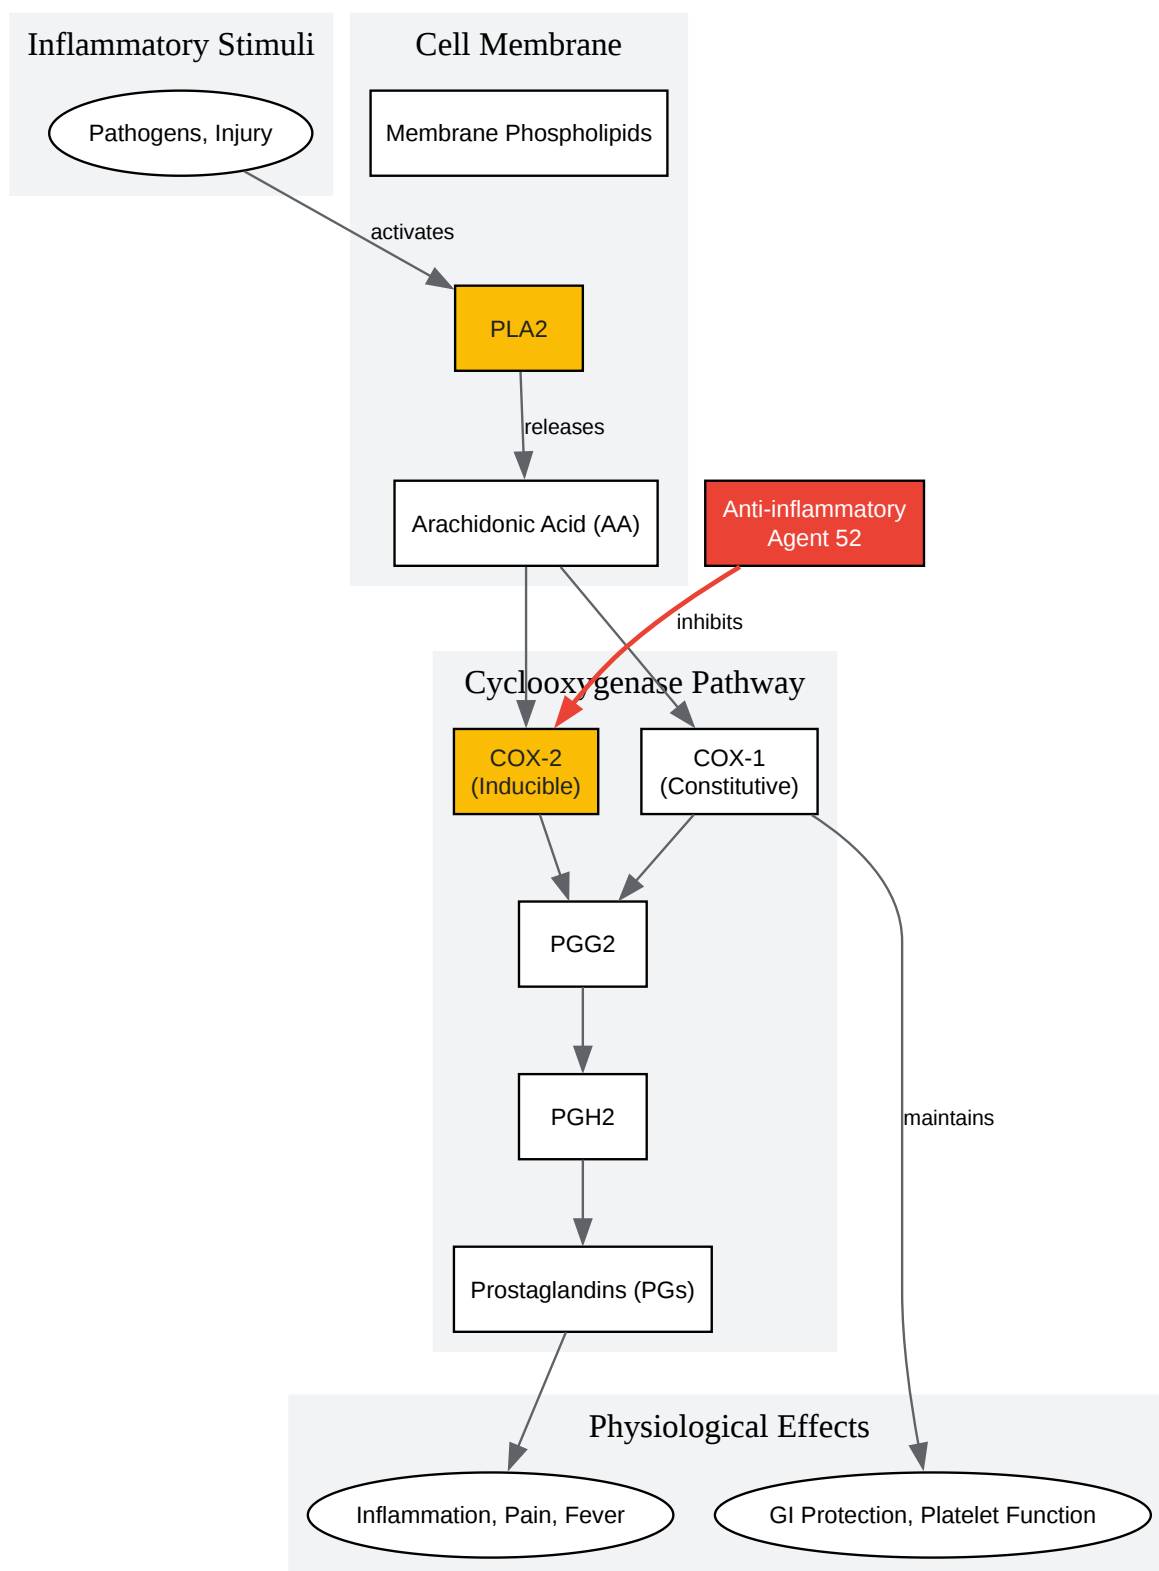 Inflammatory Stimuli
Cell Membrane
Pathogens, Injury
Membrane Phospholipids
activates
PLA2
releases
Arachidonic Acid (AA)
Anti-inflammatory
Agent 52
inhibits
Cyclooxygenase Pathway
COX-2
(Inducible)
COX-1
(Constitutive)
PGG2
PGH2
maintains
Prostaglandins (PGs)
Physiological Effects
Inflammation, Pain, Fever
GI Protection, Platelet Function